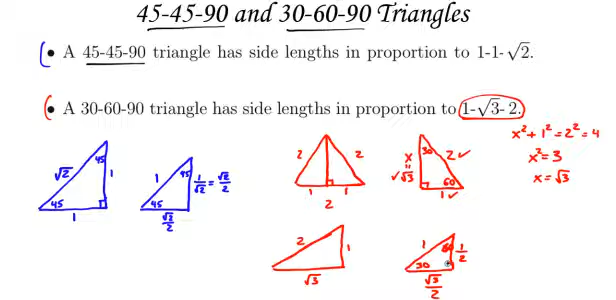 45-45-90 and 30-60-90 Triangles
• A 45-45-90 triangle has side lengths in proportion to 1-1-√2.
• A 30-60-90 triangle has side lengths in proportion to 1-√3-2.
x²+1²=2²=4
x²=3
x=√3
√2 45 1 45 1
1 45 1/√2=√2/2 45 √2/2
2 2 1 1 2
x = √3 30 2 60 1
2 1 √3
1 60 1/2 30 √3/2